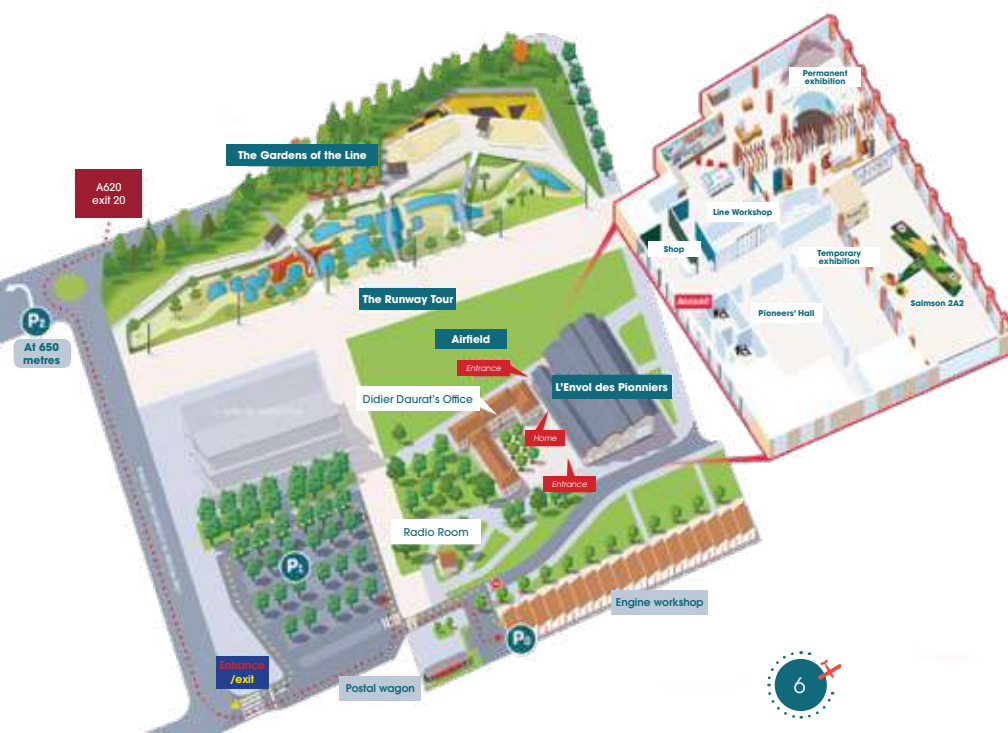 Permanent
exhibition
The Gardens of the Line
A620
exit 20
Line Workshop
Shop
Temporary
exhibition
Salmson 2A2
Pioneers' Hall
The Runway Tour
P2
At 650
metres
Airfield
Entrance
L'Envol des Pionniers
Didier Daurat's Office
Home
Entrance
Radio Room
P1
Engine workshop
P0
Entrance
/exit
Postal wagon
6